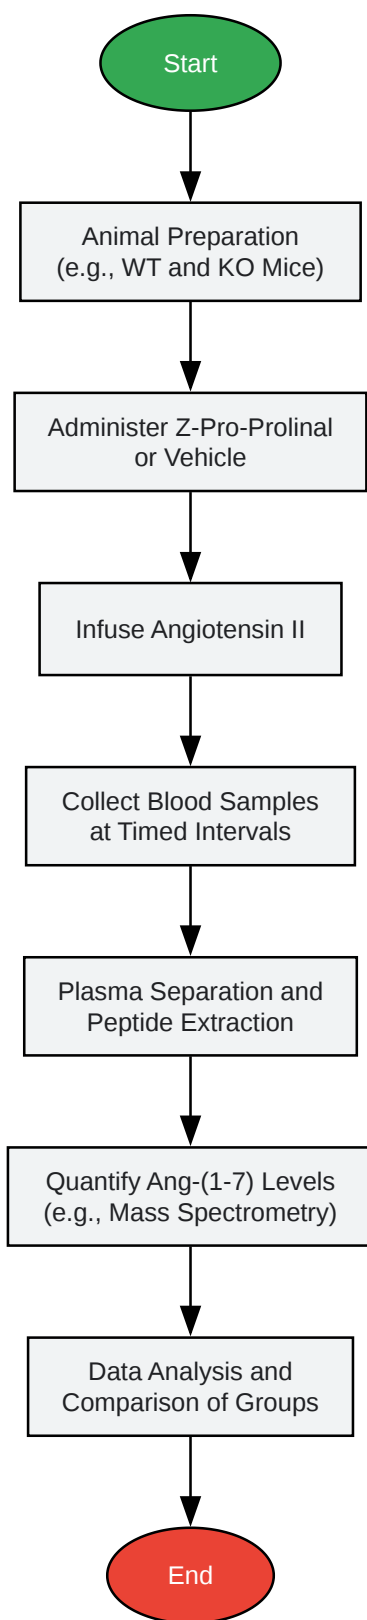 Start
Animal Preparation
(e.g., WT and KO Mice)
Administer Z-Pro-Prolinal
or Vehicle
Infuse Angiotensin II
Collect Blood Samples
at Timed Intervals
Plasma Separation and
Peptide Extraction
Quantify Ang-(1-7) Levels
(e.g., Mass Spectrometry)
Data Analysis and
Comparison of Groups
End